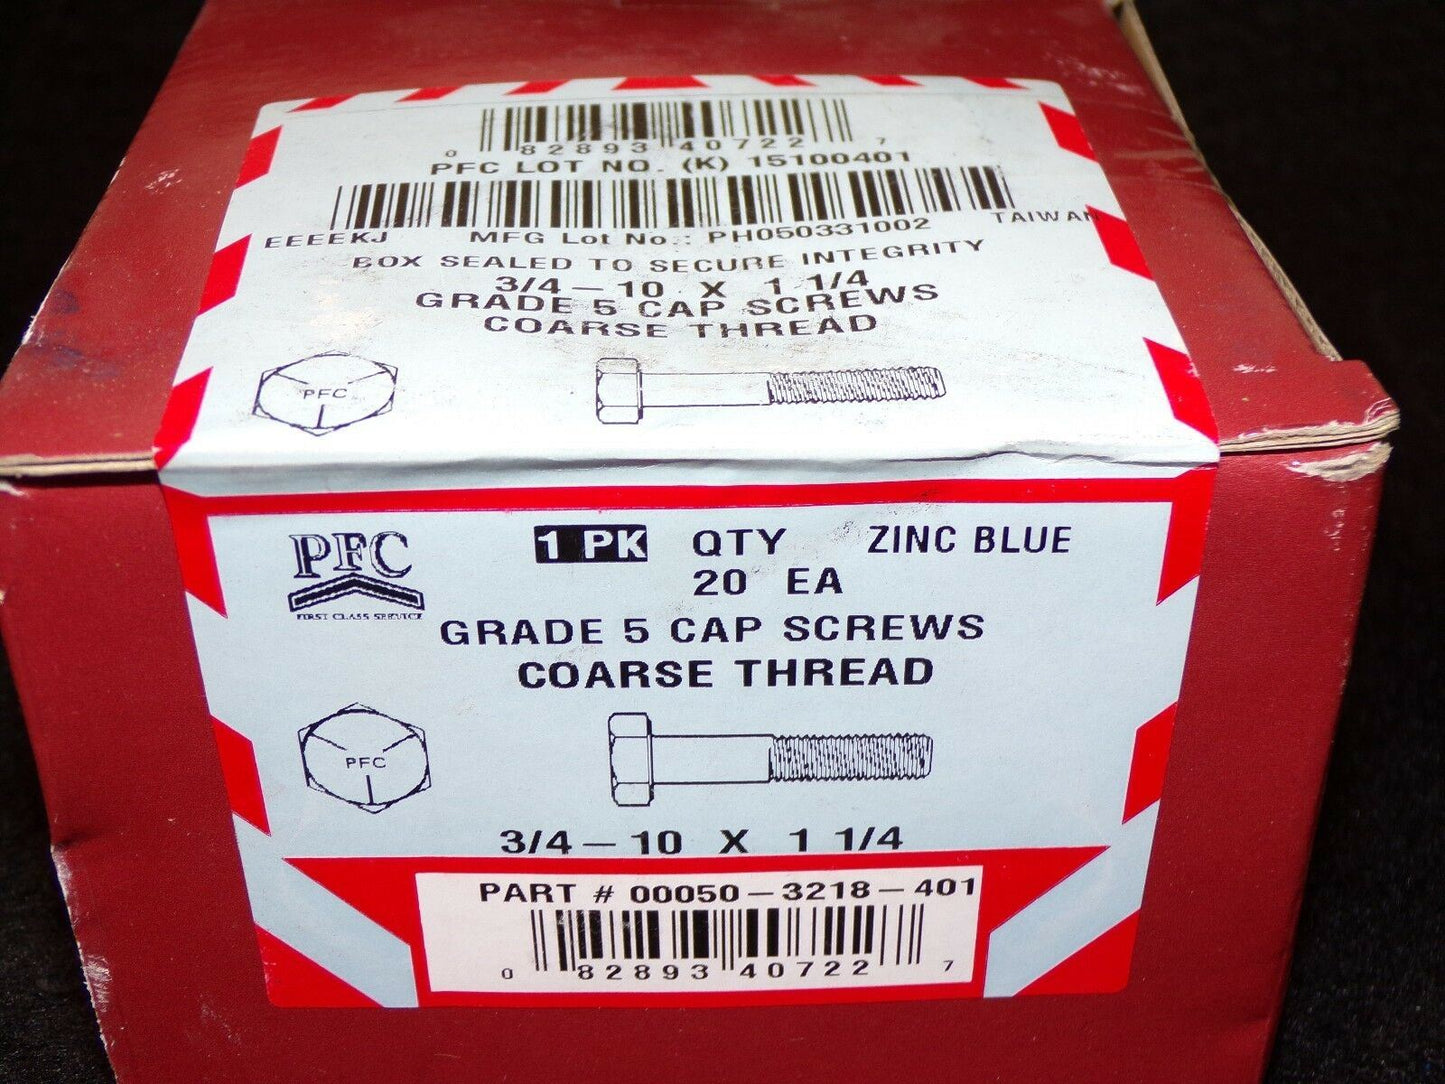 0 82893 40722 7
PFC LOT NO. (K) 15100401
EEEEKJ MFG Lot No.: PH050331002 TAIWAN
BOX SEALED TO SECURE INTEGRITY
3/4-10 X 1 1/4
GRADE 5 CAP SCREWS
COARSE THREAD
PFC
PFC
FIRST CLASS SERVICE
1 PK QTY ZINC BLUE
20 EA
GRADE 5 CAP SCREWS
COARSE THREAD
PFC
3/4-10 X 1 1/4
PART # 00050-3218-401
0 82893 40722 7